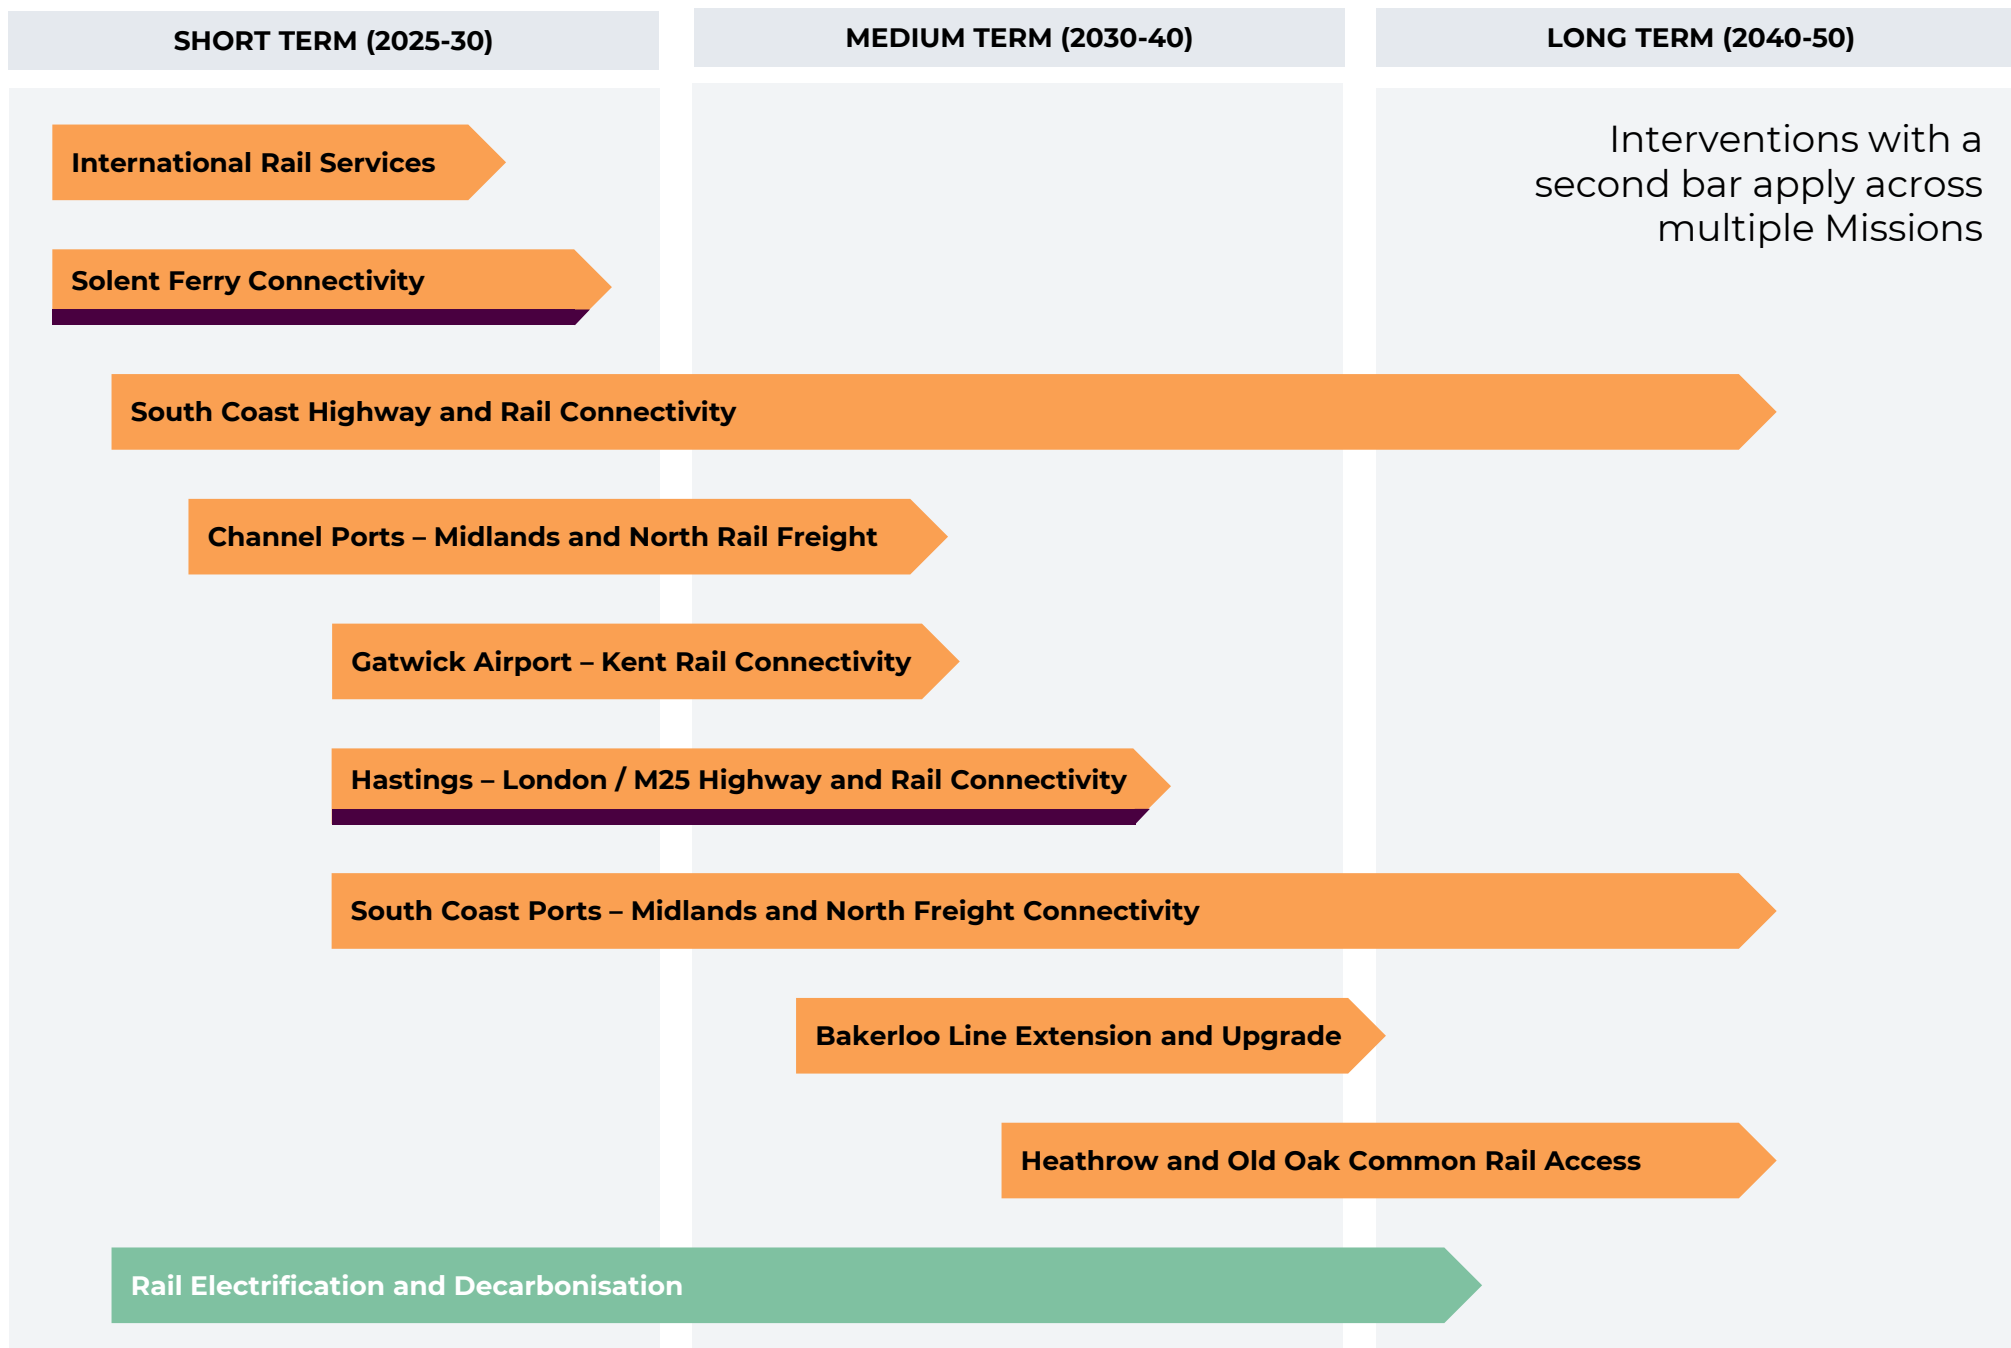 SHORT TERM (2025-30)
MEDIUM TERM (2030-40)
LONG TERM (2040-50)
Interventions with a
second bar apply across
multiple Missions
International Rail Services
Solent Ferry Connectivity
South Coast Highway and Rail Connectivity
Channel Ports – Midlands and North Rail Freight
Gatwick Airport – Kent Rail Connectivity
Hastings – London / M25 Highway and Rail Connectivity
South Coast Ports – Midlands and North Freight Connectivity
Bakerloo Line Extension and Upgrade
Heathrow and Old Oak Common Rail Access
Rail Electrification and Decarbonisation